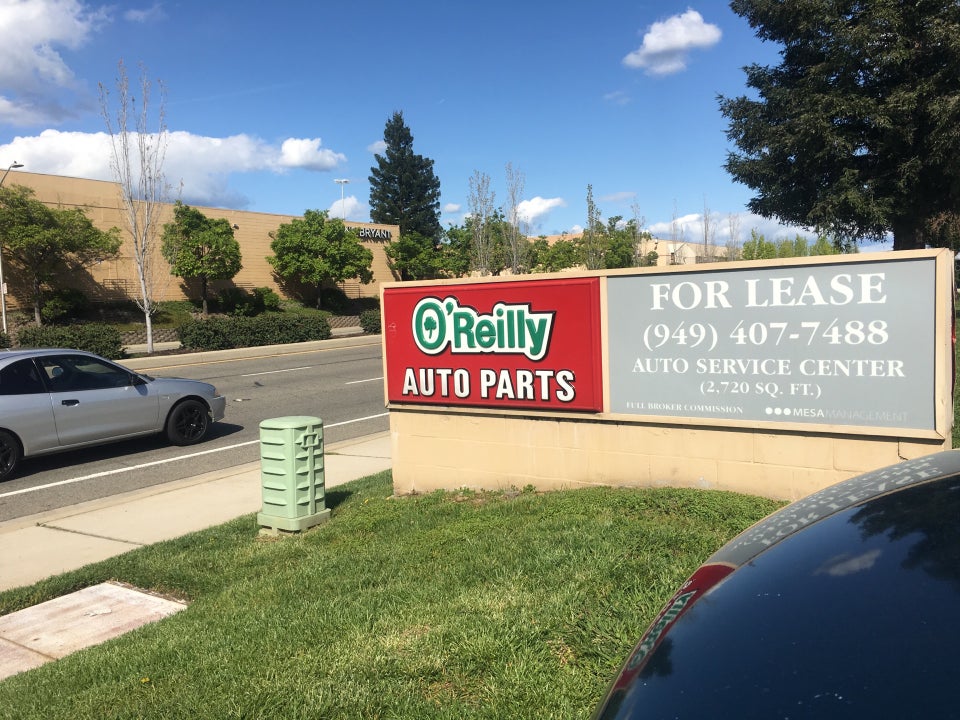 BRYANT
O'Reilly
AUTO PARTS
FOR LEASE
(949) 407-7488
AUTO SERVICE CENTER
(2,720 SQ. FT.)
FULL BROKER COMMISSION
MESAMANAGEMENT